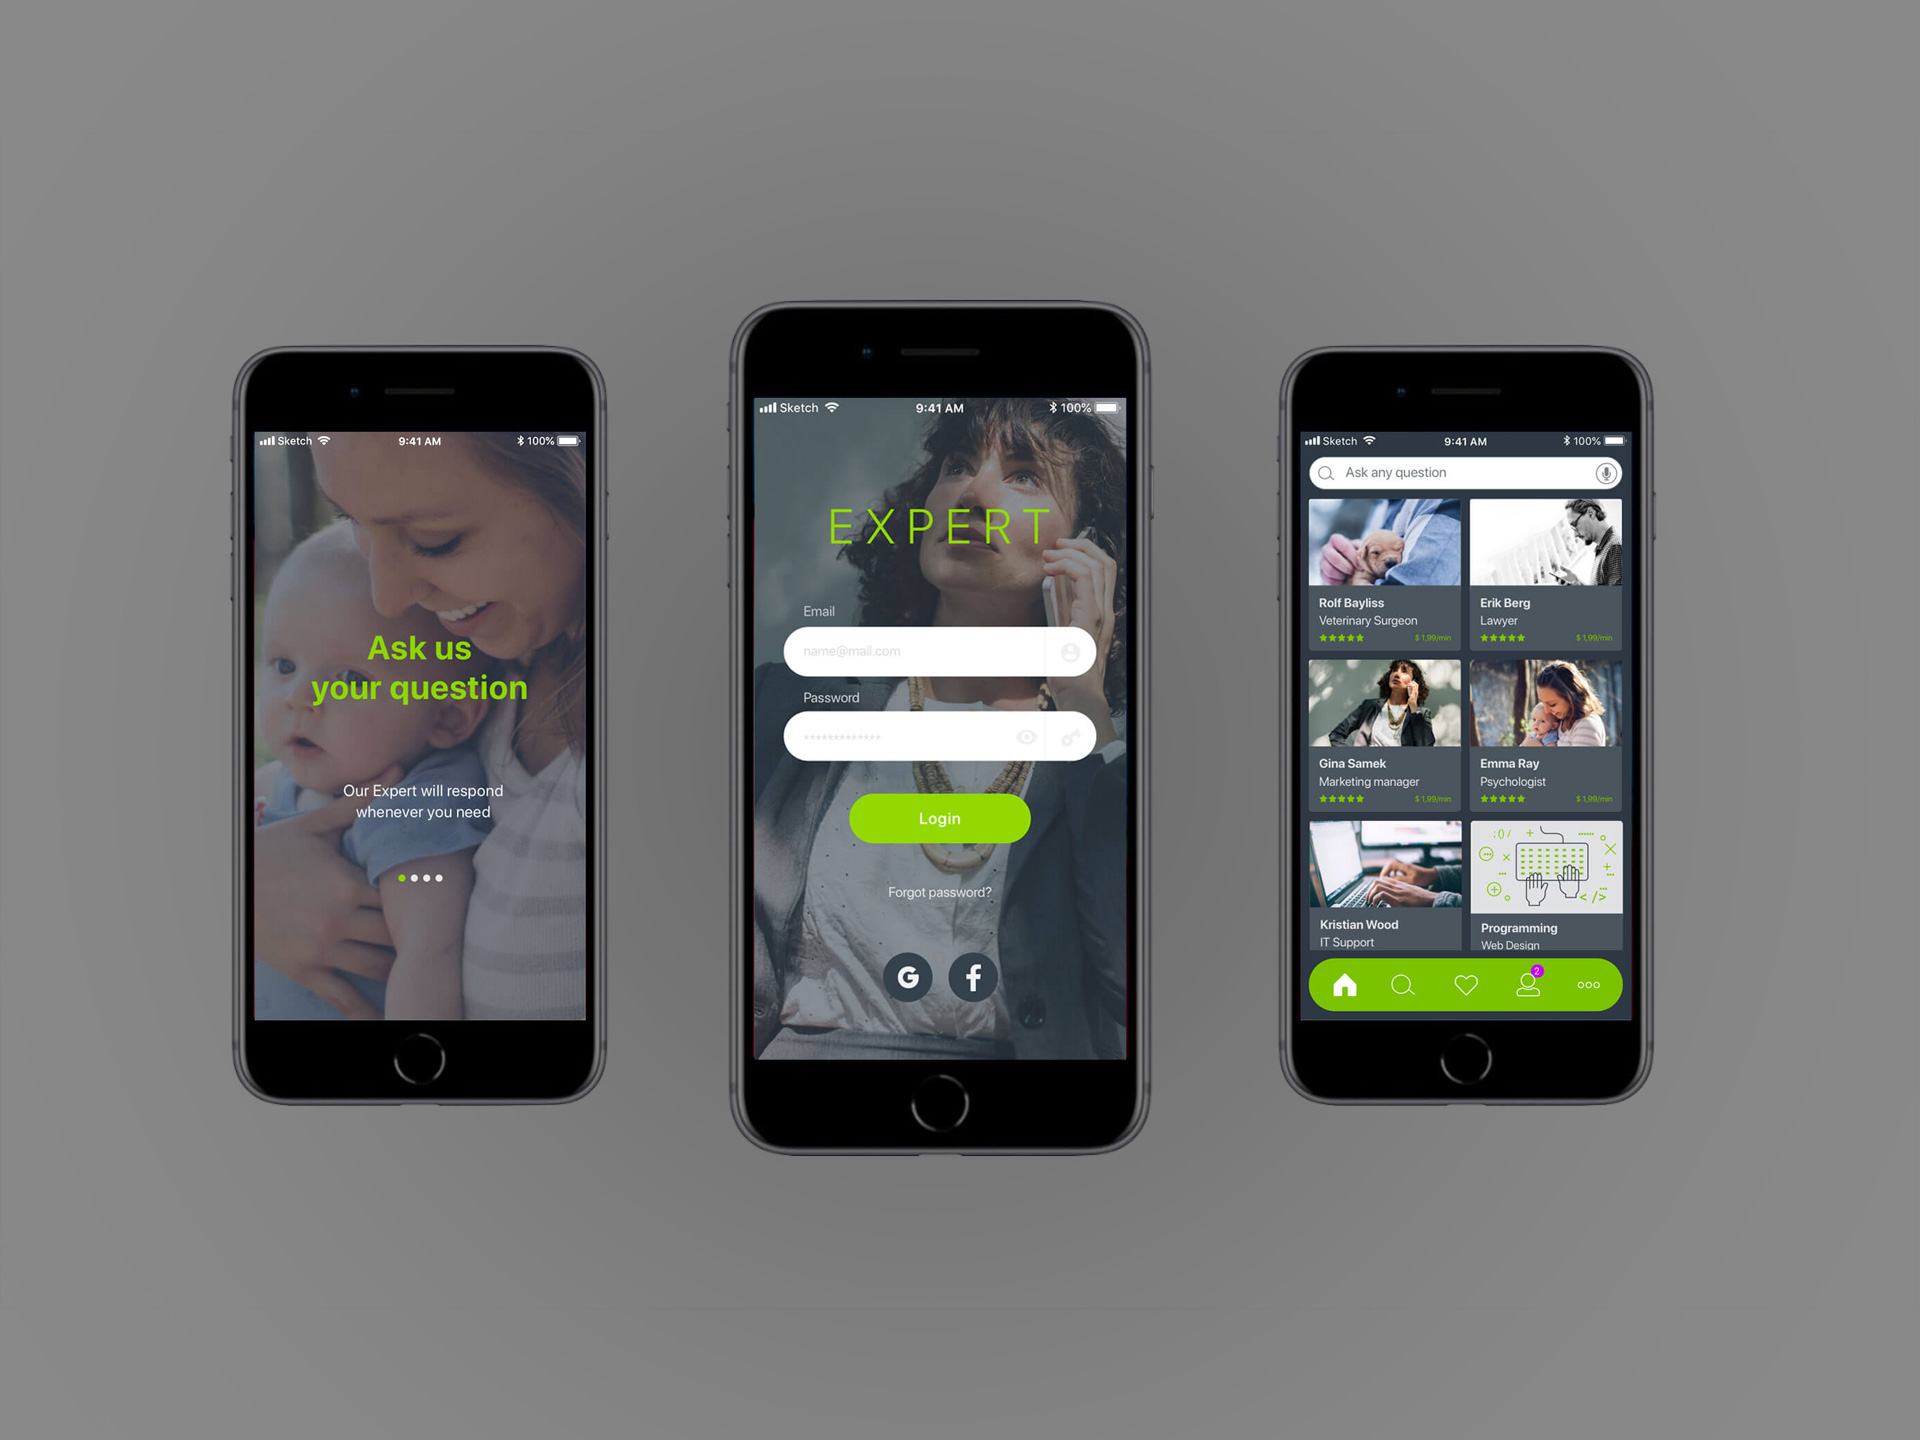 Sketch 9:41 AM 100%
Ask us
your question
Our Expert will respond
whenever you need
Sketch 9:41 AM 100%
EXPERT
Email
name@mail.com
Password
*************
Login
Forgot password?
G f
Sketch 9:41 AM 100%
Ask any question
Rolf Bayliss
Veterinary Surgeon
$ 1,99/min
Erik Berg
Lawyer
$ 1,99/min
Gina Samek
Marketing manager
$ 1,99/min
Emma Ray
Psychologist
$ 1,99/min
Kristian Wood
IT Support
Programming
Web Design
2